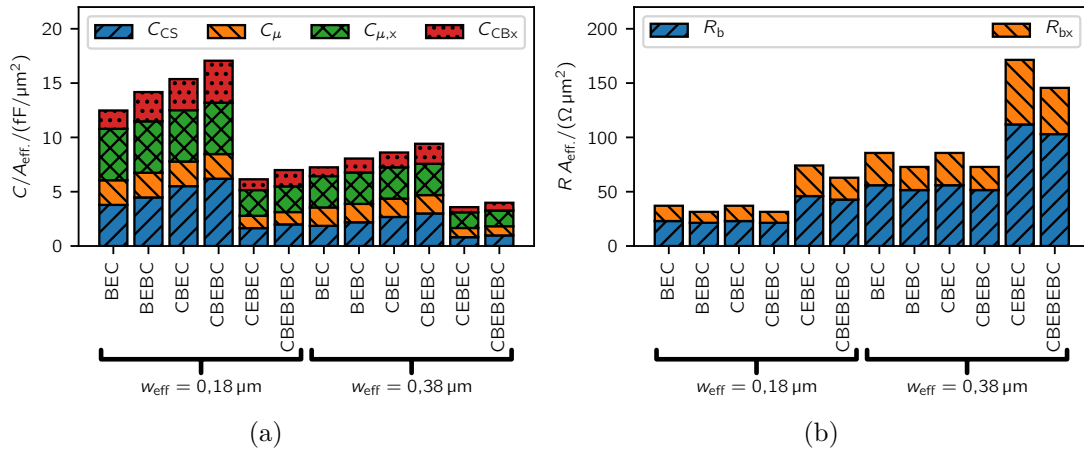 C_CS C_μ C_μ,x C_CBx
C/A_eff./(fF/μm²)
20
15
10
5
0
BEC BEBC CBEC CBEBC CEBEC CBEBEBC BEC BEBC CBEC CBEBC CEBEC CBEBEBC
w_eff = 0,18 μm w_eff = 0,38 μm
(a)
R_b R_bx
R A_eff./(Ω μm²)
200
150
100
50
0
BEC BEBC CBEC CBEBC CEBEC CBEBEBC BEC BEBC CBEC CBEBC CEBEC CBEBEBC
w_eff = 0,18 μm w_eff = 0,38 μm
(b)